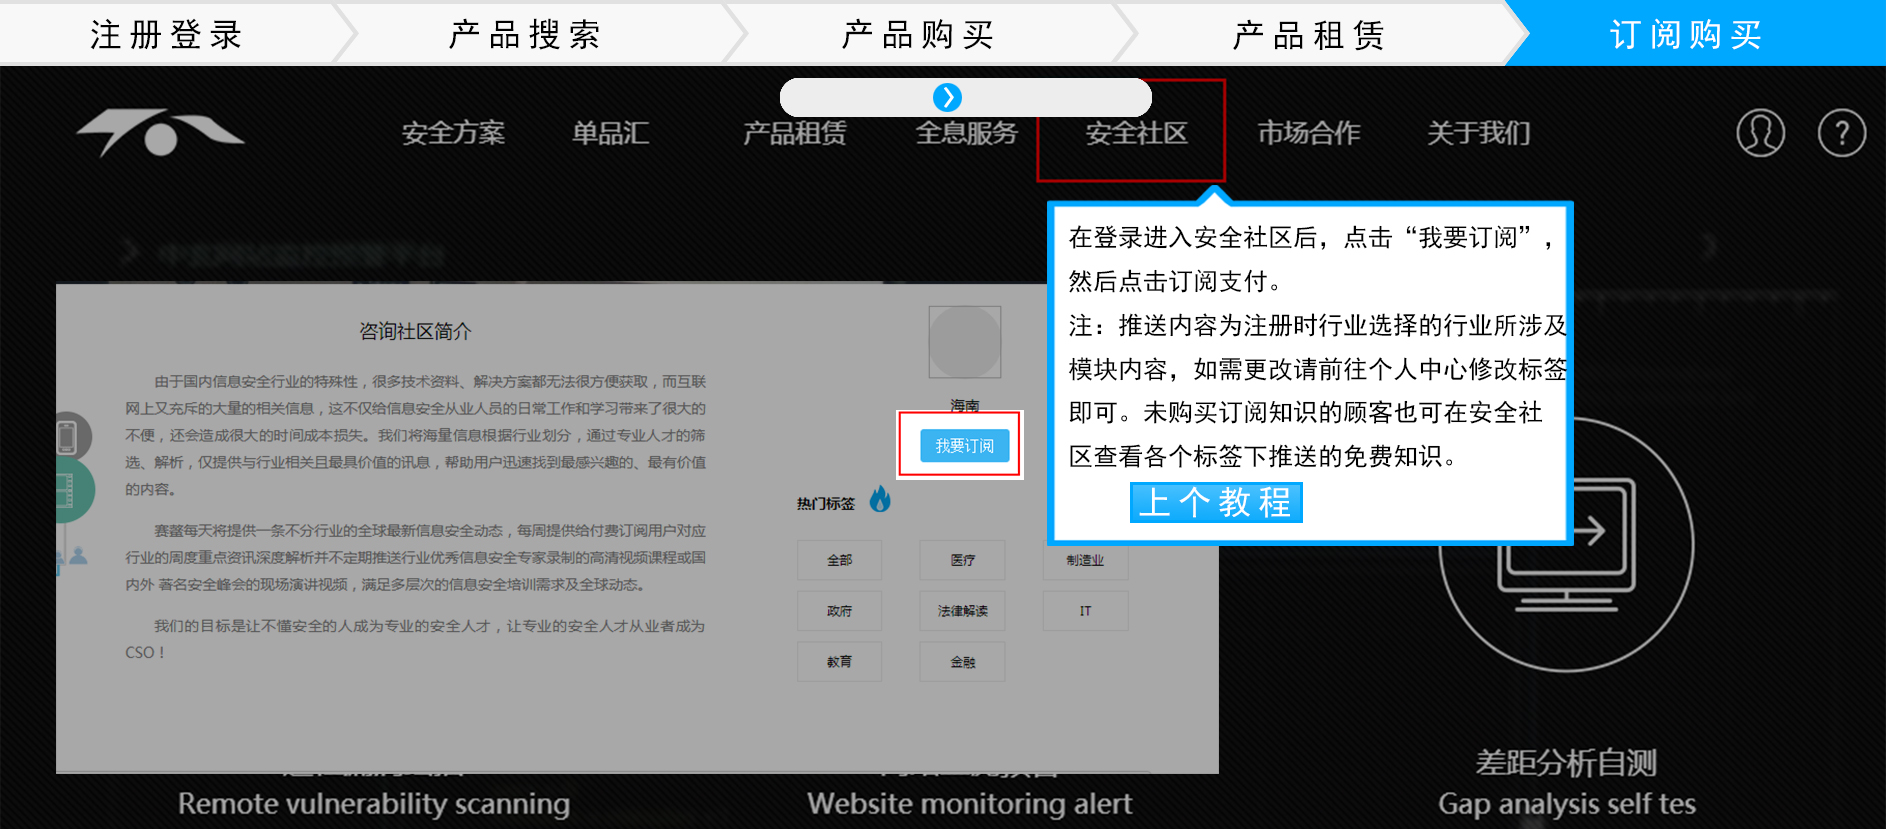 注册登录
产品搜索
产品购买
产品租赁
订阅购买
安全方案
单品汇
产品租赁
全息服务
安全社区
市场合作
关于我们
?
在登录进入安全社区后，点击“我要订阅”，
然后点击订阅支付。
注：推送内容为注册时行业选择的行业所涉及
模块内容，如需更改请前往个人中心修改标签
即可。未购买订阅知识的顾客也可在安全社
区查看各个标签下推送的免费知识。
上个教程
咨询社区简介
由于国内信息安全行业的特殊性，很多技术资料、解决方案都无法很方便获取，而互联
网上又充斥的大量的相关信息，这不仅给信息安全从业人员的日常工作和学习带来了很大的
不便，还会造成很大的时间成本损失。我们将海量信息根据行业划分，通过专业人才的筛
选、解析，仅提供与行业相关且最具价值的讯息，帮助用户迅速找到最感兴趣的、最有价值
的内容。
赛鳌每天将提供一条不分行业的全球最新信息安全动态，每周提供给付费订阅用户对应
行业的周度重点资讯深度解析并不定期推送行业优秀信息安全专家录制的高清视频课程或国
内外 著名安全峰会的现场演讲视频，满足多层次的信息安全培训需求及全球动态。
我们的目标是让不懂安全的人成为专业的安全人才，让专业的安全人才从业者成为
CSO！
海南
我要订阅
热门标签
全部
医疗
制造业
政府
法律解读
IT
教育
金融
Remote vulnerability scanning
Website monitoring alert
差距分析自测
Gap analysis self tes